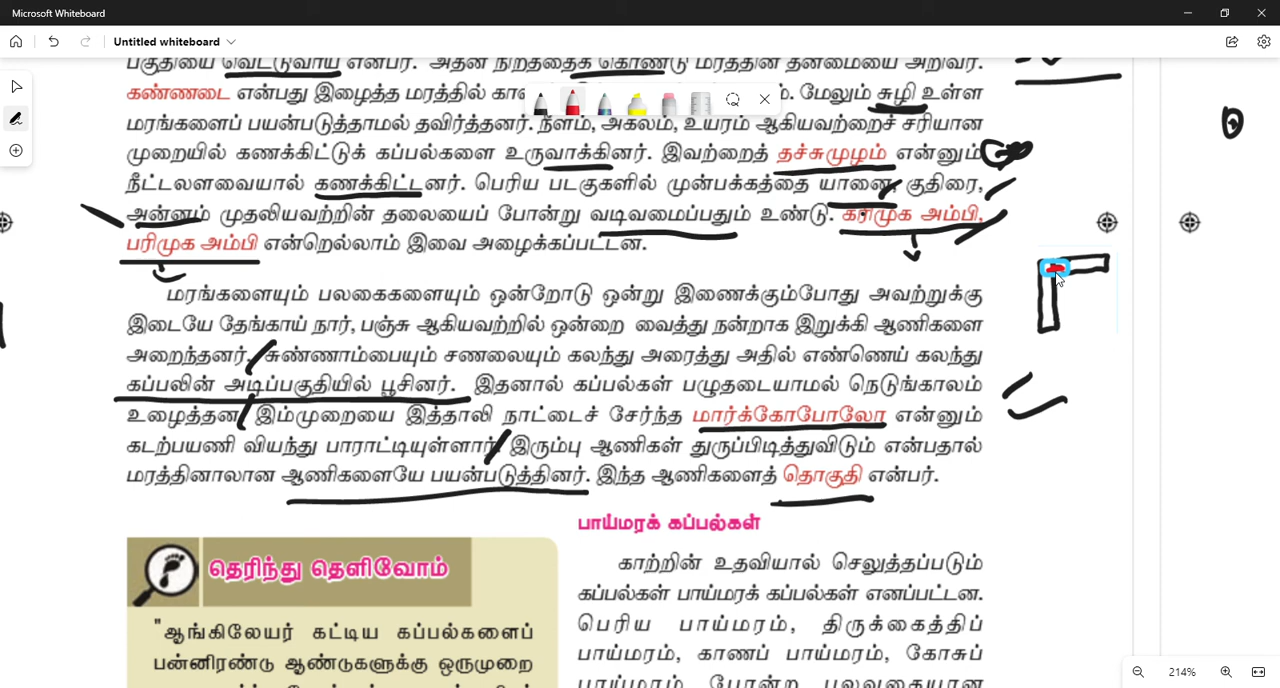 Microsoft Whiteboard
Untitled whiteboard
பகுதியை வெட்டுவாய் என்பர். அதன் நிறத்தைக் கொண்டு மரத்தின் தன்மையை அறிவர்.
கண்ணடை என்பது இழைத்த மரத்தில் காண. மேலும் சுழி உள்ள
மரங்களைப் பயன்படுத்தாமல் தவிர்த்தனர். நீளம், அகலம், உயரம் ஆகியவற்றைச் சரியான
முறையில் கணக்கிட்டுக் கப்பல்களை உருவாக்கினர். இவற்றைத் தச்சுமுழம் என்னும்
நீட்டலளவையால் கணக்கிட்டனர். பெரிய படகுகளில் முன்பக்கத்தை யானை, குதிரை,
அன்னம் முதலியவற்றின் தலையைப் போன்று வடிவமைப்பதும் உண்டு. கரிமுக அம்பி,
பரிமுக அம்பி என்றெல்லாம் இவை அழைக்கப்பட்டன.
மரங்களையும் பலகைகளையும் ஒன்றோடு ஒன்று இணைக்கும்போது அவற்றுக்கு
இடையே தேங்காய் நார், பஞ்சு ஆகியவற்றில் ஒன்றை வைத்து நன்றாக இறுக்கி ஆணிகளை
அறைந்தனர். சுண்ணாம்பையும் சணலையும் கலந்து அரைத்து அதில் எண்ணெய் கலந்து
கப்பலின் அடிப்பகுதியில் பூசினர். இதனால் கப்பல்கள் பழுதடையாமல் நெடுங்காலம்
உழைத்தன இம்முறையை இத்தாலி நாட்டைச் சேர்ந்த மார்க்கோபோலோ என்னும்
கடற்பயணி வியந்து பாராட்டியுள்ளார். இரும்பு ஆணிகள் துருப்பிடித்துவிடும் என்பதால்
மரத்தினாலான ஆணிகளையே பயன்படுத்தினர். இந்த ஆணிகளைத் தொகுதி என்பர்.
தெரிந்து தெளிவோம்
"ஆங்கிலேயர் கட்டிய கப்பல்களைப்
பன்னிரண்டு ஆண்டுகளுக்கு ஒருமுறை
பாய்மரக் கப்பல்கள்
காற்றின் உதவியால் செலுத்தப்படும்
கப்பல்கள் பாய்மரக் கப்பல்கள் எனப்பட்டன.
பெரிய பாய்மரம், திருக்கைத்திப்
பாய்மரம், காணப் பாய்மரம், கோசுப்
பாய்மரம் போன்ற பலவகையான
214%